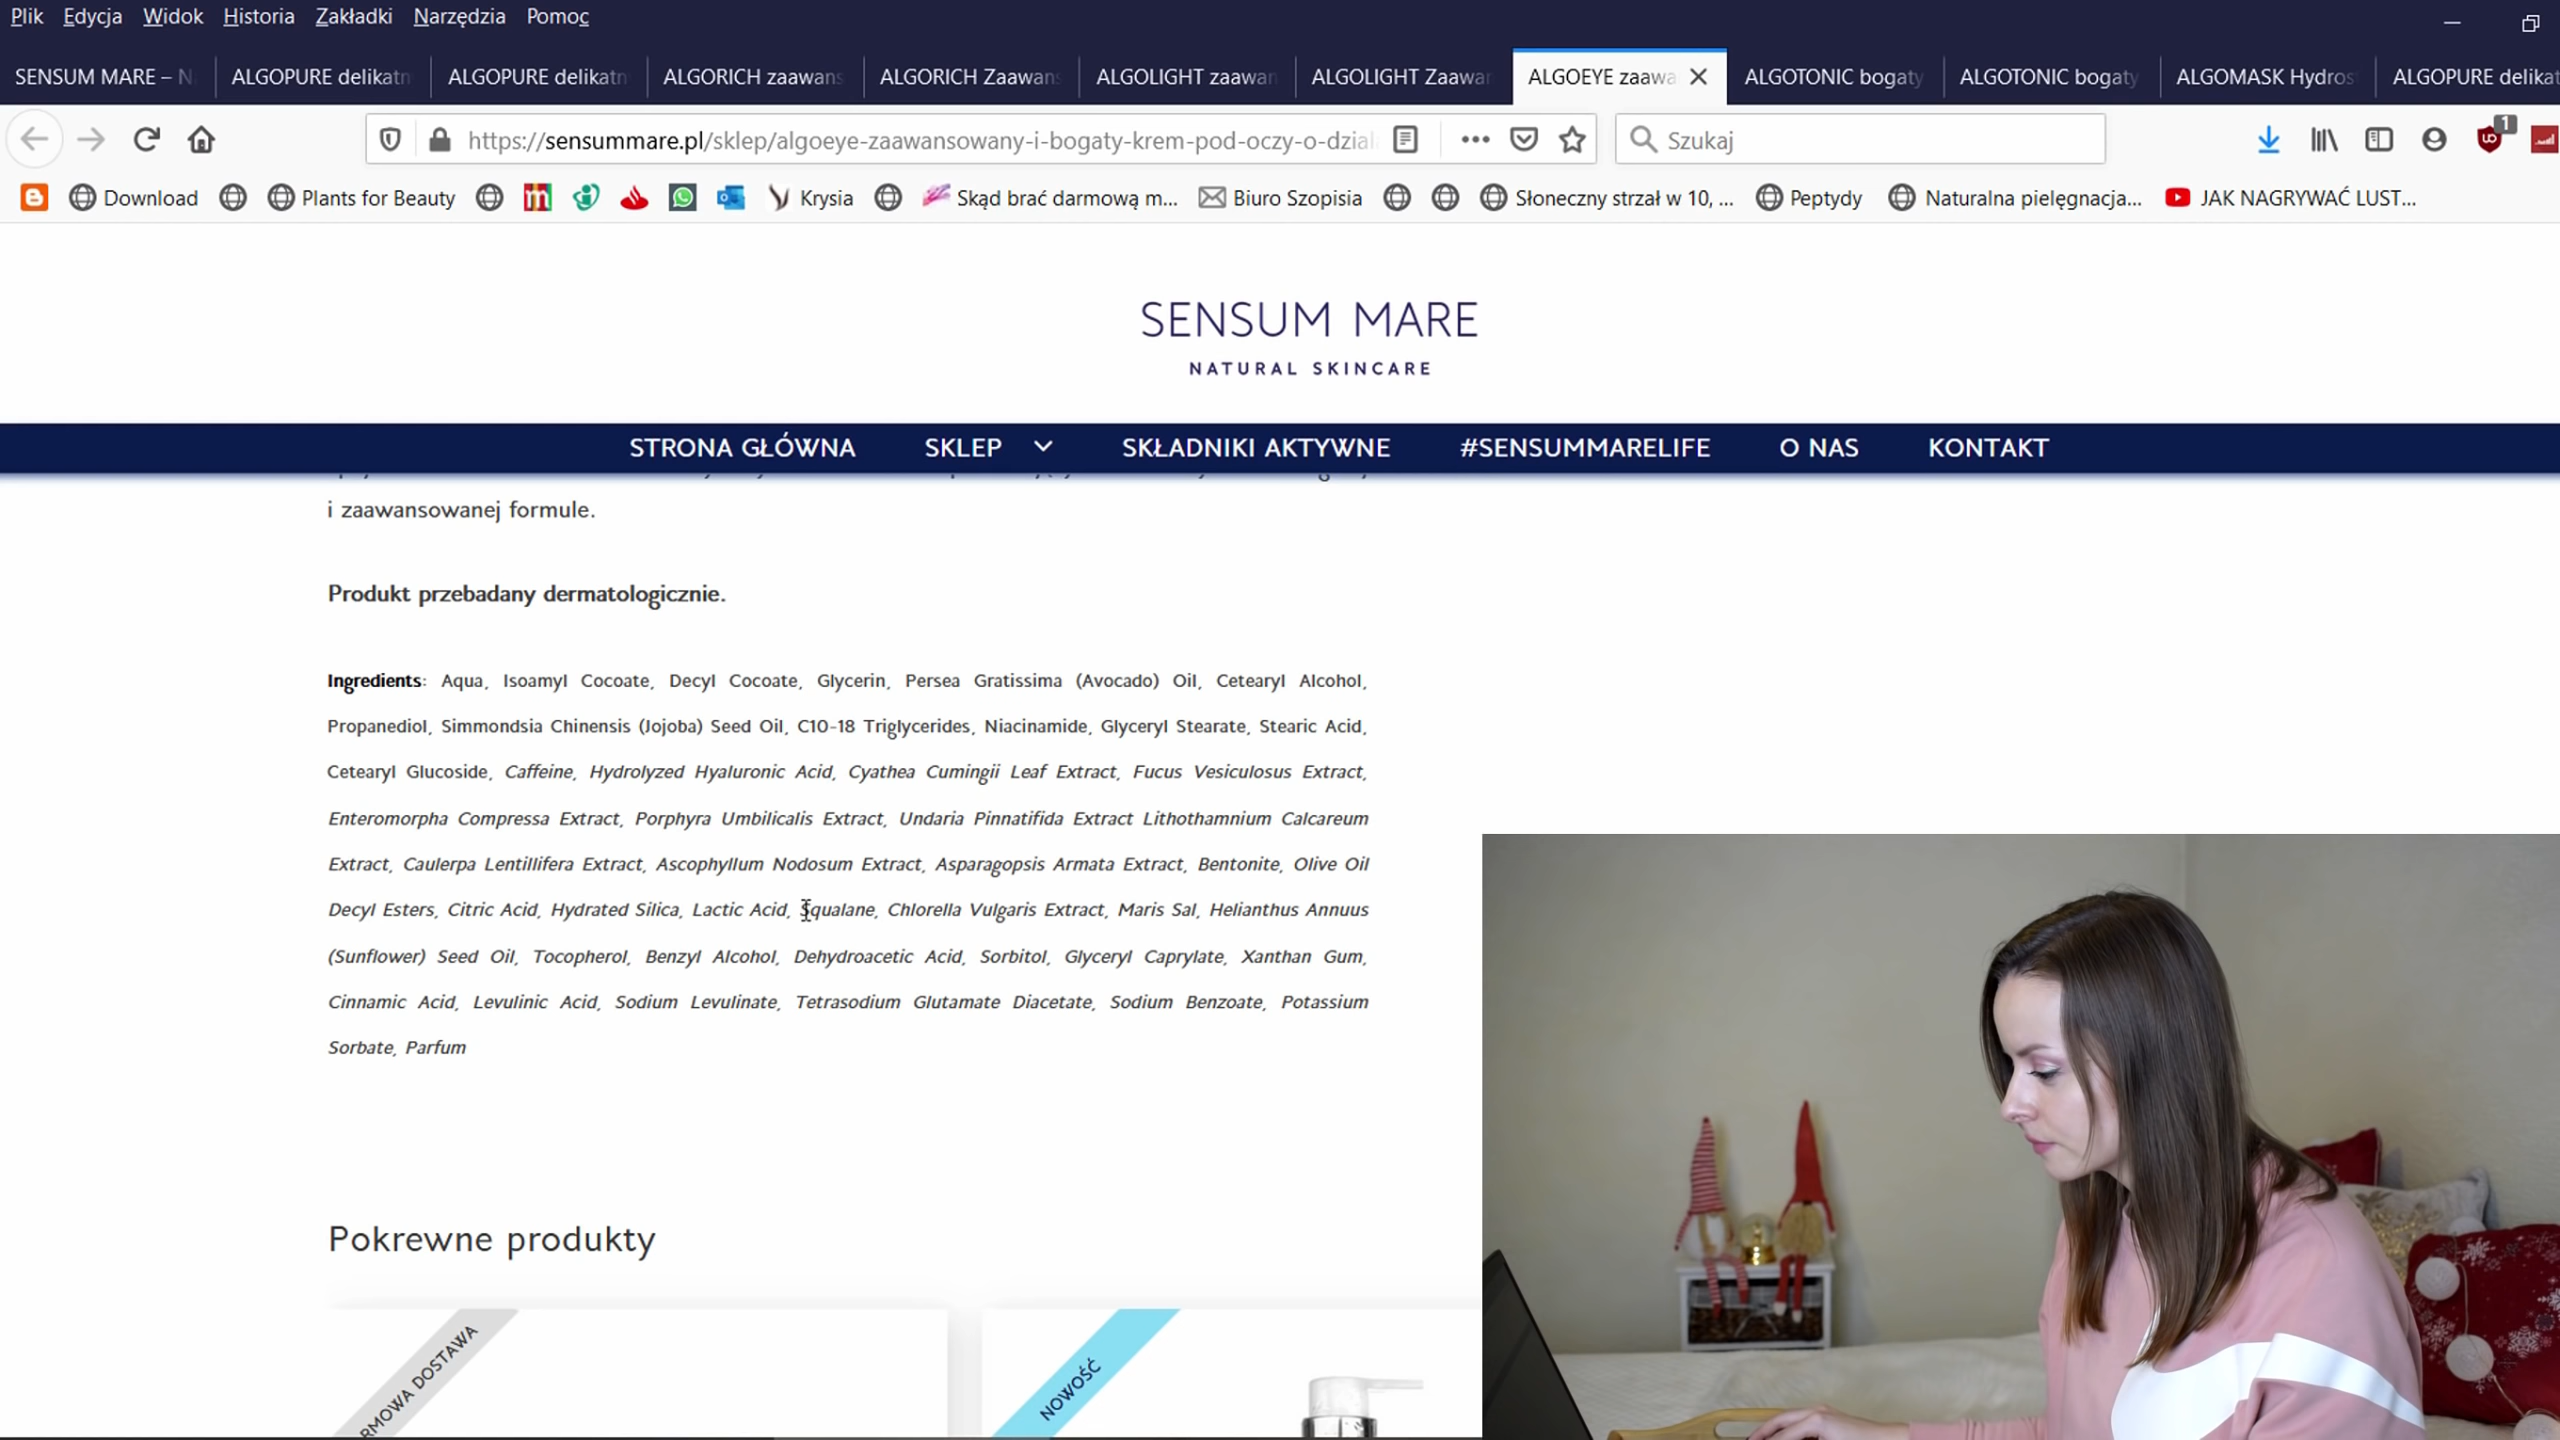 Plik Edycja Widok Historia Zakładki Narzędzia Pomoc
SENSUM MARE – N ALGOPURE delikatn ALGOPURE delikatn ALGORICH zaawans ALGORICH Zaawans ALGOLIGHT zaawan ALGOLIGHT Zaawan ALGOEYE zaawa ALGOTONIC bogaty ALGOTONIC bogaty ALGOMASK Hydros ALGOPURE delikat
https://sensummare.pl/sklep/algoeye-zaawansowany-i-bogaty-krem-pod-oczy-o-dzial Szukaj 1
Download Plants for Beauty Krysia Skąd brać darmową m... Biuro Szopisia Słoneczny strzał w 10, ... Peptydy Naturalna pielęgnacja... JAK NAGRYWAĆ LUST...
SENSUM MARE
NATURAL SKINCARE
STRONA GŁÓWNA SKLEP SKŁADNIKI AKTYWNE #SENSUMMARELIFE O NAS KONTAKT
i zaawansowanej formule.
Produkt przebadany dermatologicznie.
Ingredients: Aqua, Isoamyl Cocoate, Decyl Cocoate, Glycerin, Persea Gratissima (Avocado) Oil, Cetearyl Alcohol,
Propanediol, Simmondsia Chinensis (Jojoba) Seed Oil, C10-18 Triglycerides, Niacinamide, Glyceryl Stearate, Stearic Acid,
Cetearyl Glucoside, Caffeine, Hydrolyzed Hyaluronic Acid, Cyathea Cumingii Leaf Extract, Fucus Vesiculosus Extract,
Enteromorpha Compressa Extract, Porphyra Umbilicalis Extract, Undaria Pinnatifida Extract Lithothamnium Calcareum
Extract, Caulerpa Lentillifera Extract, Ascophyllum Nodosum Extract, Asparagopsis Armata Extract, Bentonite, Olive Oil
Decyl Esters, Citric Acid, Hydrated Silica, Lactic Acid, Squalane, Chlorella Vulgaris Extract, Maris Sal, Helianthus Annuus
(Sunflower) Seed Oil, Tocopherol, Benzyl Alcohol, Dehydroacetic Acid, Sorbitol, Glyceryl Caprylate, Xanthan Gum,
Cinnamic Acid, Levulinic Acid, Sodium Levulinate, Tetrasodium Glutamate Diacetate, Sodium Benzoate, Potassium
Sorbate, Parfum
Pokrewne produkty
RMOWA DOSTAWA
NOWOŚĆ